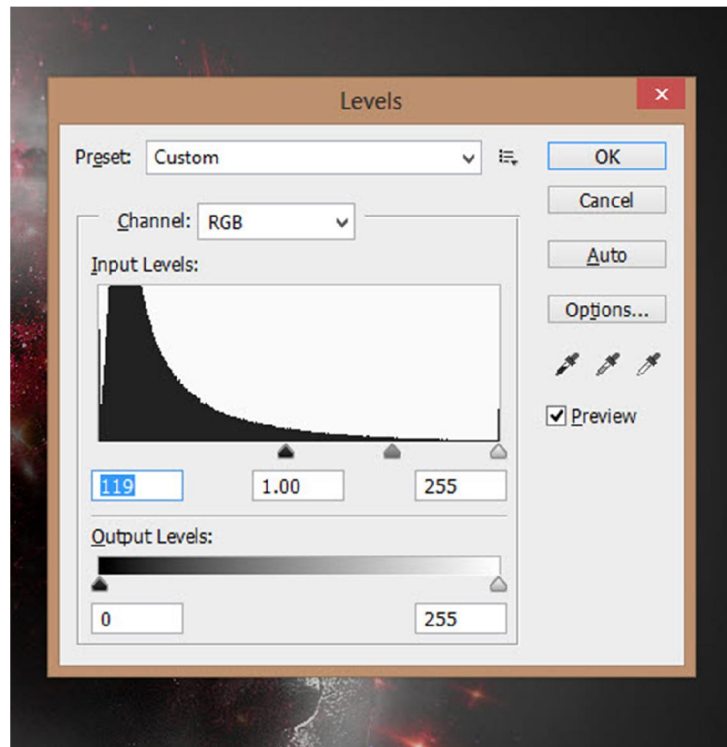 Levels
Preset: Custom
OK
Cancel
Channel: RGB
Auto
Input Levels:
Options...
Preview
119 1.00 255
Output Levels:
0 255